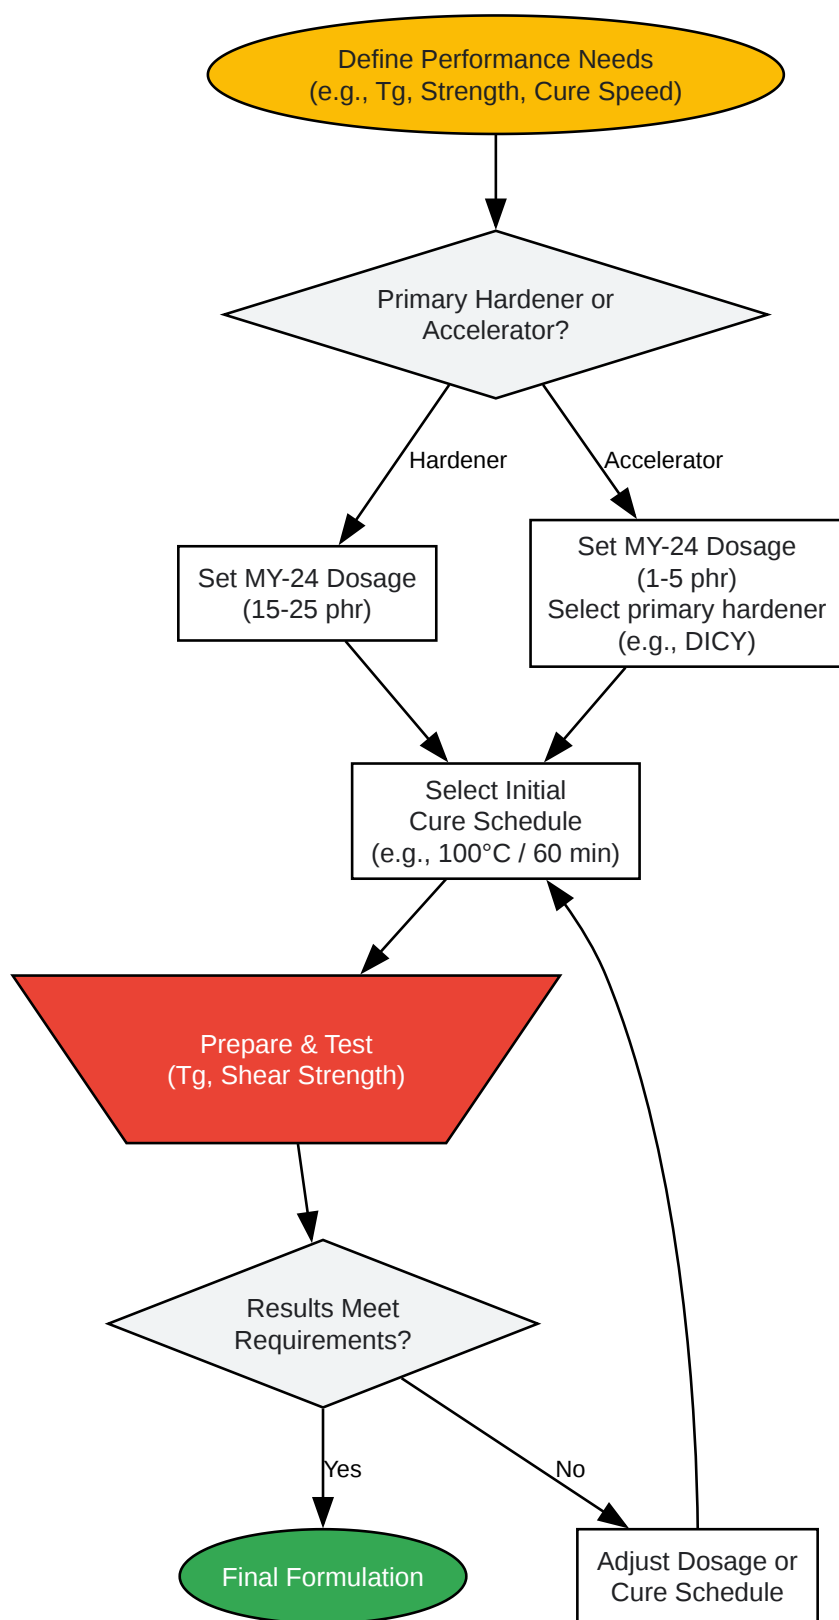 Define Performance Needs
(e.g., Tg, Strength, Cure Speed)
Primary Hardener or
Accelerator?
Hardener
Accelerator
Set MY-24 Dosage
(15-25 phr)
Set MY-24 Dosage
(1-5 phr)
Select primary hardener
(e.g., DICY)
Select Initial
Cure Schedule
(e.g., 100°C / 60 min)
Prepare & Test
(Tg, Shear Strength)
Results Meet
Requirements?
Yes
No
Final Formulation
Adjust Dosage or
Cure Schedule